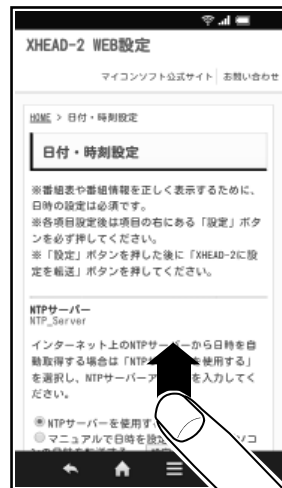 XHEAD-2 WEB設定
マイコンソフト公式サイト お問い合わせ
HOME > 日付・時刻設定
日付・時刻設定
※番組表や番組情報を正しく表示するために、
日時の設定は必須です。
※各項目設定後は項目の右にある「設定」ボタ
ンを必ず押してください。
※「設定」ボタンを押した後に「XHEAD-2に設
定を転送」ボタンを押してください。
NTPサーバー
NTP_Server
インターネット上のNTPサーバーから日時を自
動取得する場合は「NTP を使用する」
を選択し、NTPサーバーア を入力してく
ださい。
NTPサーバーを使用す
マニュアルで日時を設定 ソコ